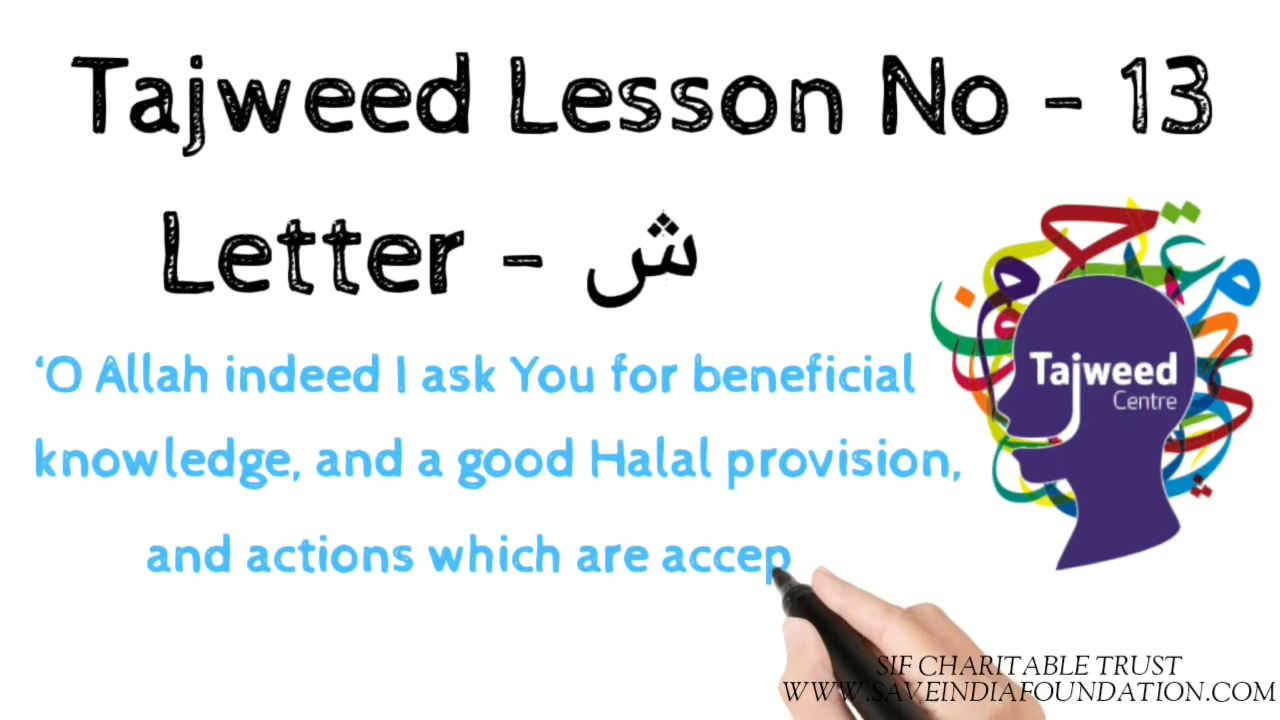 Tajweed Lesson No - 13
Letter - ش
‘O Allah indeed I ask You for beneficial
knowledge, and a good Halal provision,
and actions which are accep
Tajweed
Centre
SIF CHARITABLE TRUST
WWW.SAVEINDIAFOUNDATION.COM